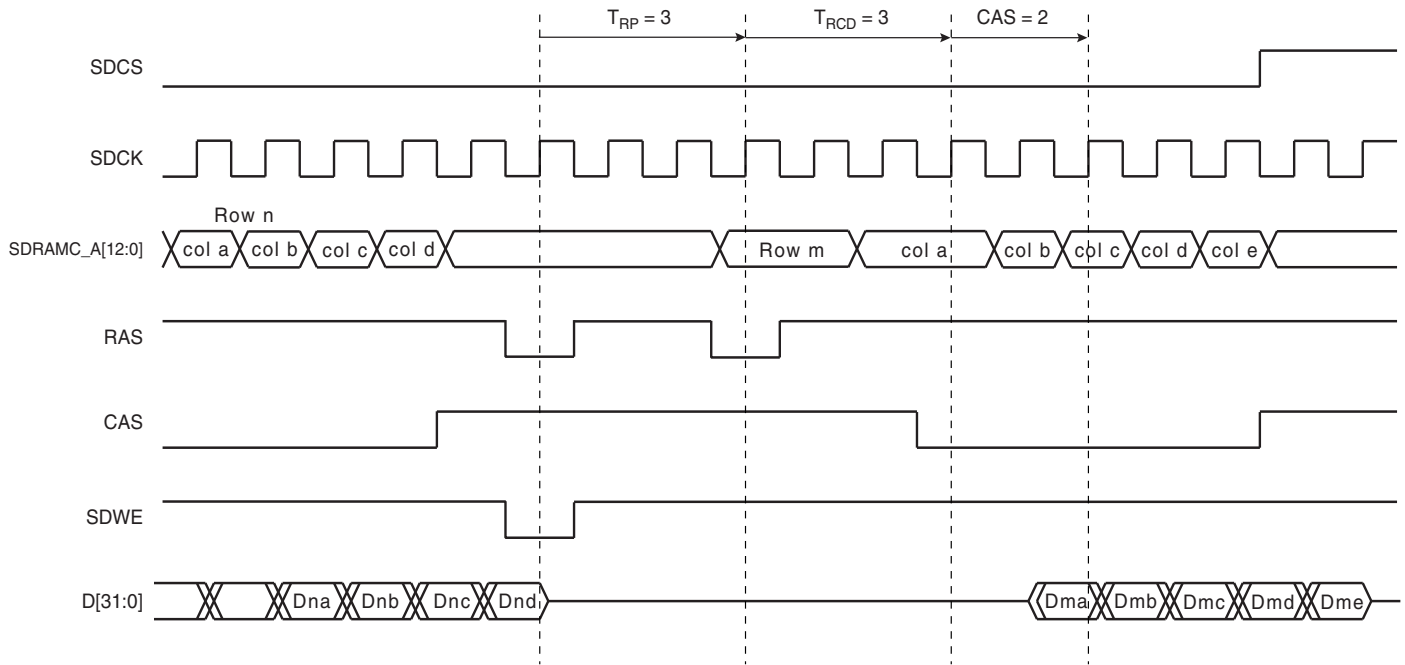 T_RP = 3 T_RCD = 3 CAS = 2
SDCS
SDCK
Row n
SDRAMC_A[12:0] col a col b col c col d Row m col a col b col c col d col e
RAS
CAS
SDWE
D[31:0] Dna Dnb Dnc Dnd Dma Dmb Dmc Dmd Dme